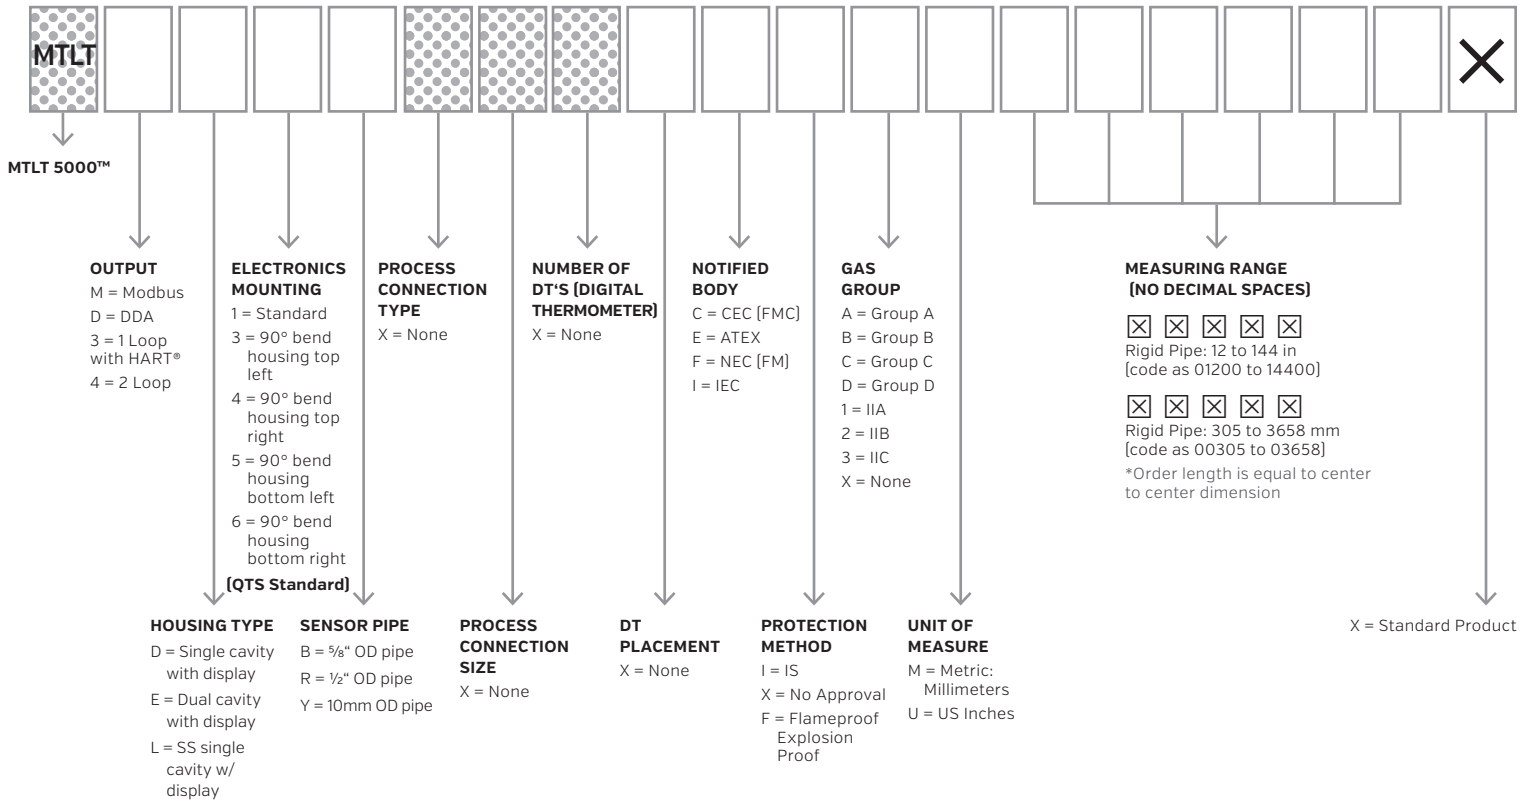 MTLT
MTLT 5000™
OUTPUT
M = Modbus
D = DDA
3 = 1 Loop
with HART®
4 = 2 Loop
ELECTRONICS
MOUNTING
1 = Standard
3 = 90° bend
housing top
left
4 = 90° bend
housing top
right
5 = 90° bend
housing
bottom left
6 = 90° bend
housing
bottom right
(QTS Standard)
PROCESS
CONNECTION
TYPE
X = None
NUMBER OF
DT‘S (DIGITAL
THERMOMETER)
X = None
NOTIFIED
BODY
C = CEC (FMC)
E = ATEX
F = NEC (FM)
I = IEC
GAS
GROUP
A = Group A
B = Group B
C = Group C
D = Group D
1 = IIA
2 = IIB
3 = IIC
X = None
MEASURING RANGE
(NO DECIMAL SPACES)
Rigid Pipe: 12 to 144 in
(code as 01200 to 14400)
Rigid Pipe: 305 to 3658 mm
(code as 00305 to 03658)
*Order length is equal to center
to center dimension
HOUSING TYPE
D = Single cavity
with display
E = Dual cavity
with display
L = SS single
cavity w/
display
SENSOR PIPE
B = ⅝“ OD pipe
R = ½“ OD pipe
Y = 10mm OD pipe
PROCESS
CONNECTION
SIZE
X = None
DT
PLACEMENT
X = None
PROTECTION
METHOD
I = IS
X = No Approval
F = Flameproof
Explosion
Proof
UNIT OF
MEASURE
M = Metric:
Millimeters
U = US Inches
X = Standard Product